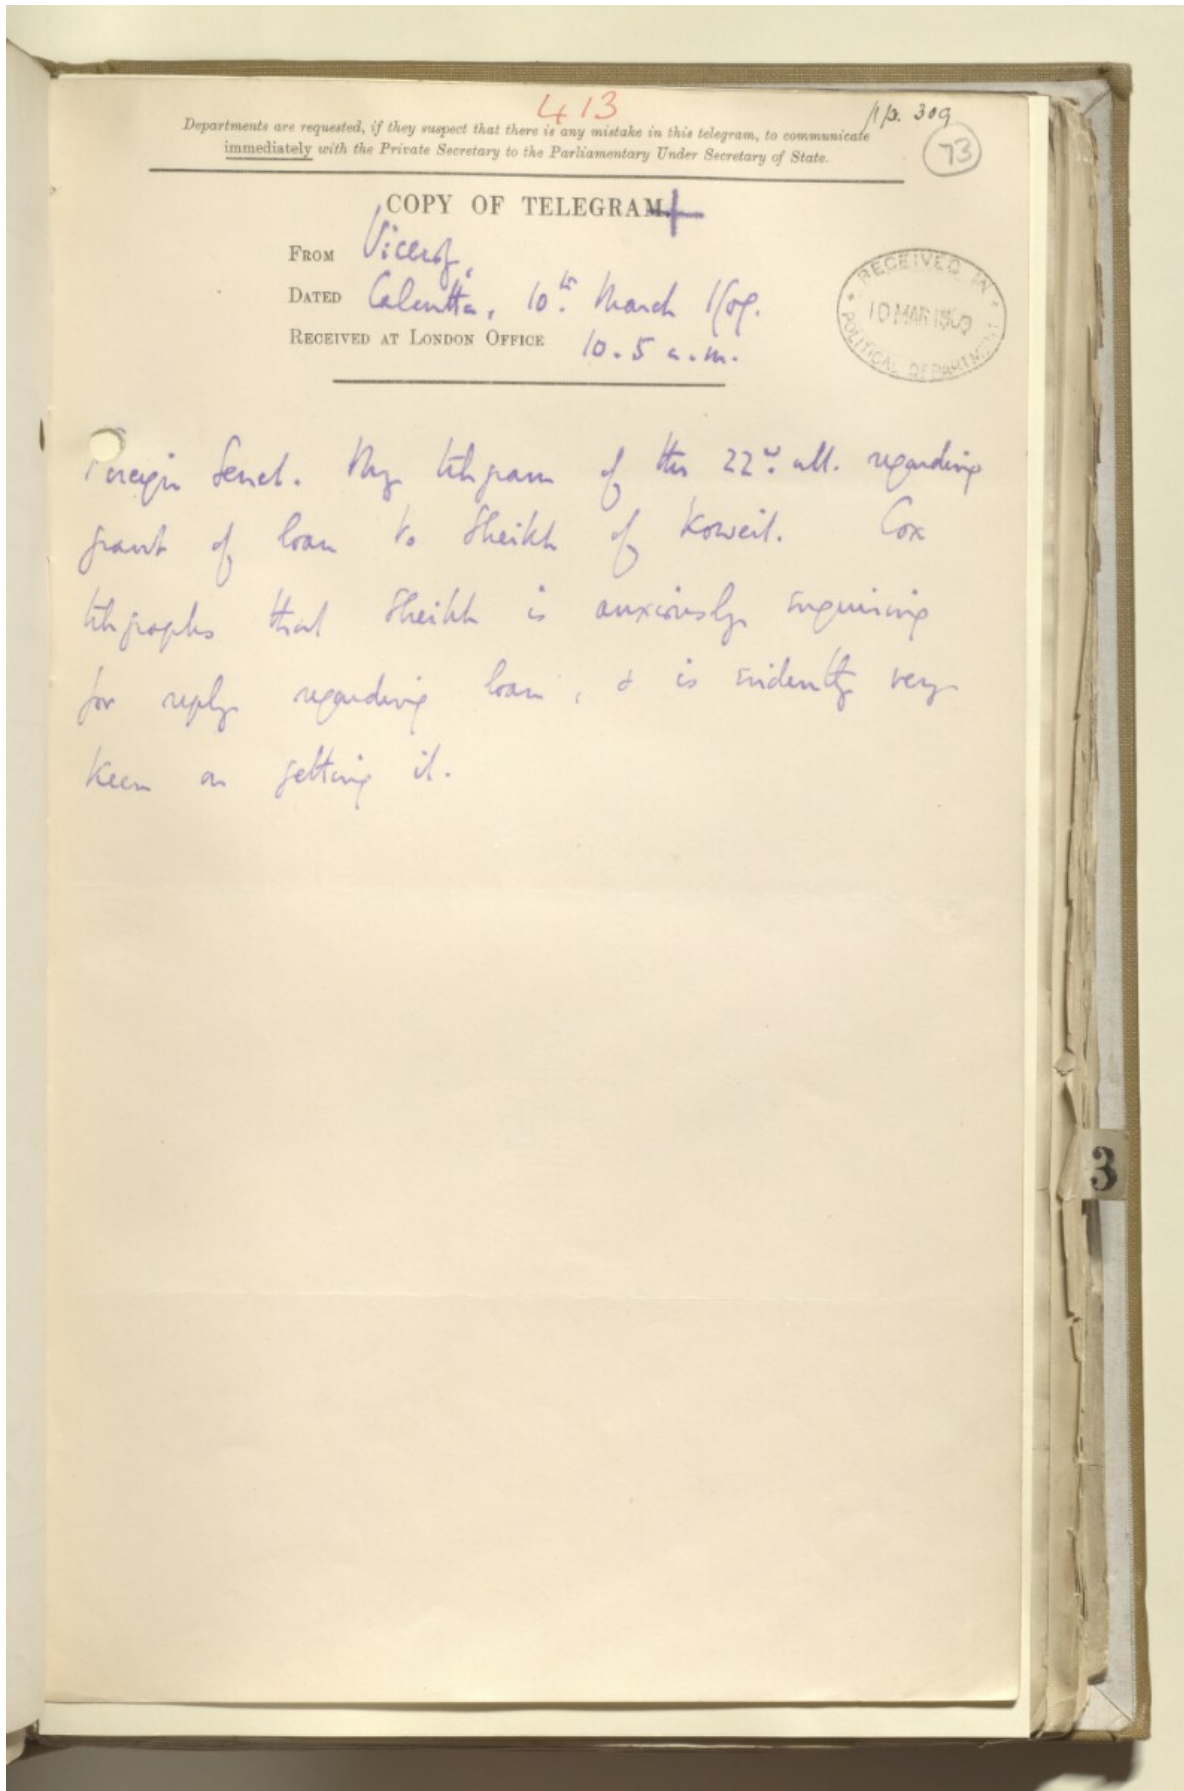 413
1/p. 309
Departments are requested, if they suspect that there is any mistake in this telegram, to communicate
immediately with the Private Secretary to the Parliamentary Under Secretary of State.
73
COPY OF TELEGRAM.
FROM Viceroy,
DATED Calcutta, 10th. March 1909.
RECEIVED AT LONDON OFFICE 10.5 a.m.
RECEIVED IN
10 MAR 1909
POLITICAL DEPARTMENT
Foreign Secret. My telegram of the 22nd. ult. regarding
grant of loan to Sheikh of Koweit. Cox
telegraphs that Sheikh is anxiously enquiring
for reply regarding loan, & is evidently very
keen on getting it.
3